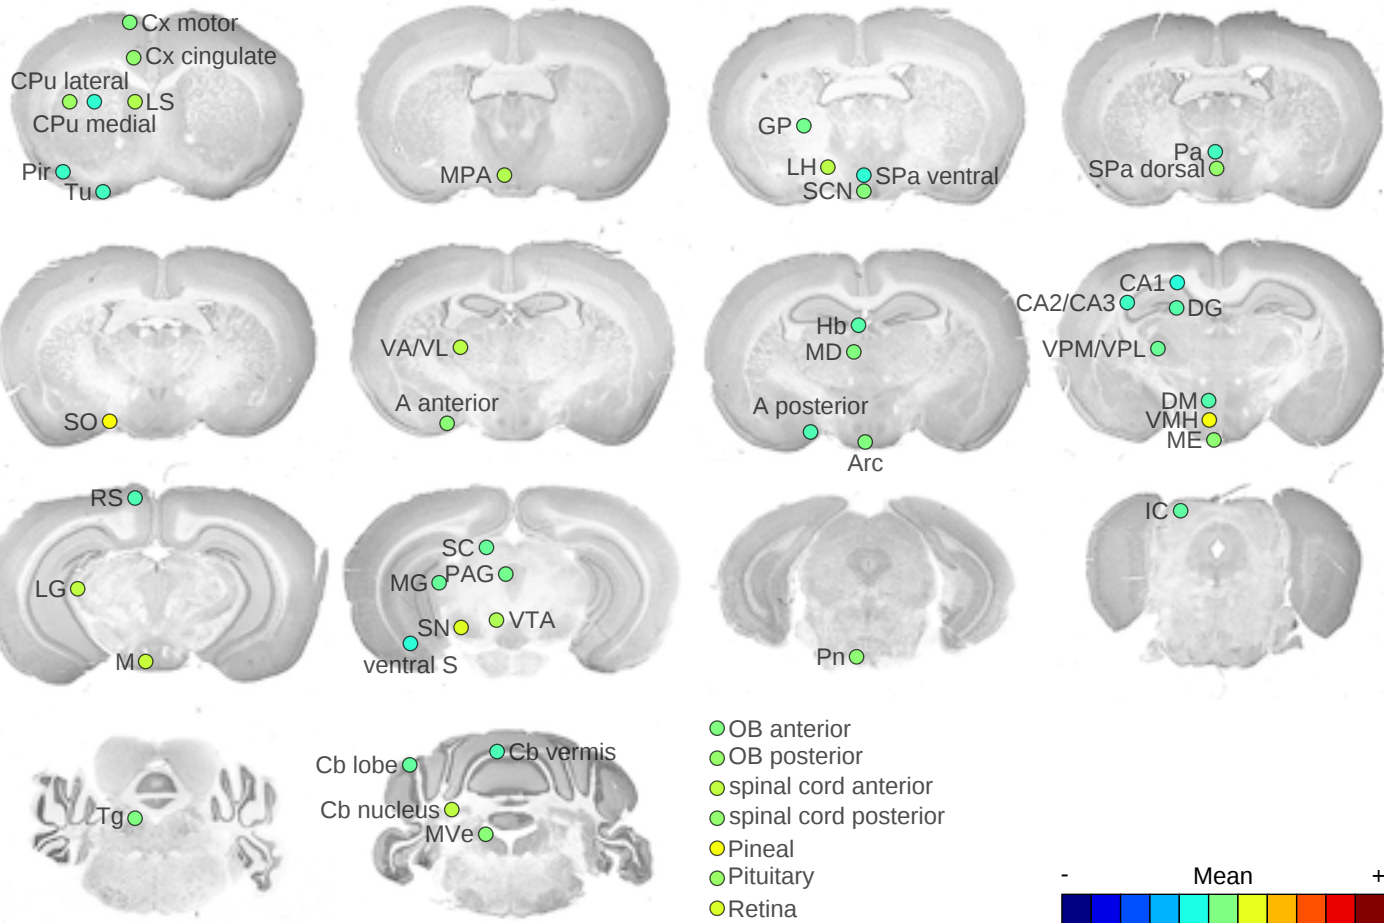 Cx motor
Cx cingulate
CPu lateral
LS
CPu medial
Pir
Tu
MPA
GP
LH
SPa ventral
SCN
Pa
SPa dorsal
SO
VA/VL
A anterior
Hb
MD
A posterior
Arc
CA1
CA2/CA3
DG
VPM/VPL
DM
VMH
ME
RS
LG
M
SC
MG
PAG
SN
VTA
ventral S
Pn
IC
Tg
Cb lobe
Cb vermis
Cb nucleus
MVe
OB anterior
OB posterior
spinal cord anterior
spinal cord posterior
Pineal
Pituitary
Retina
- Mean +